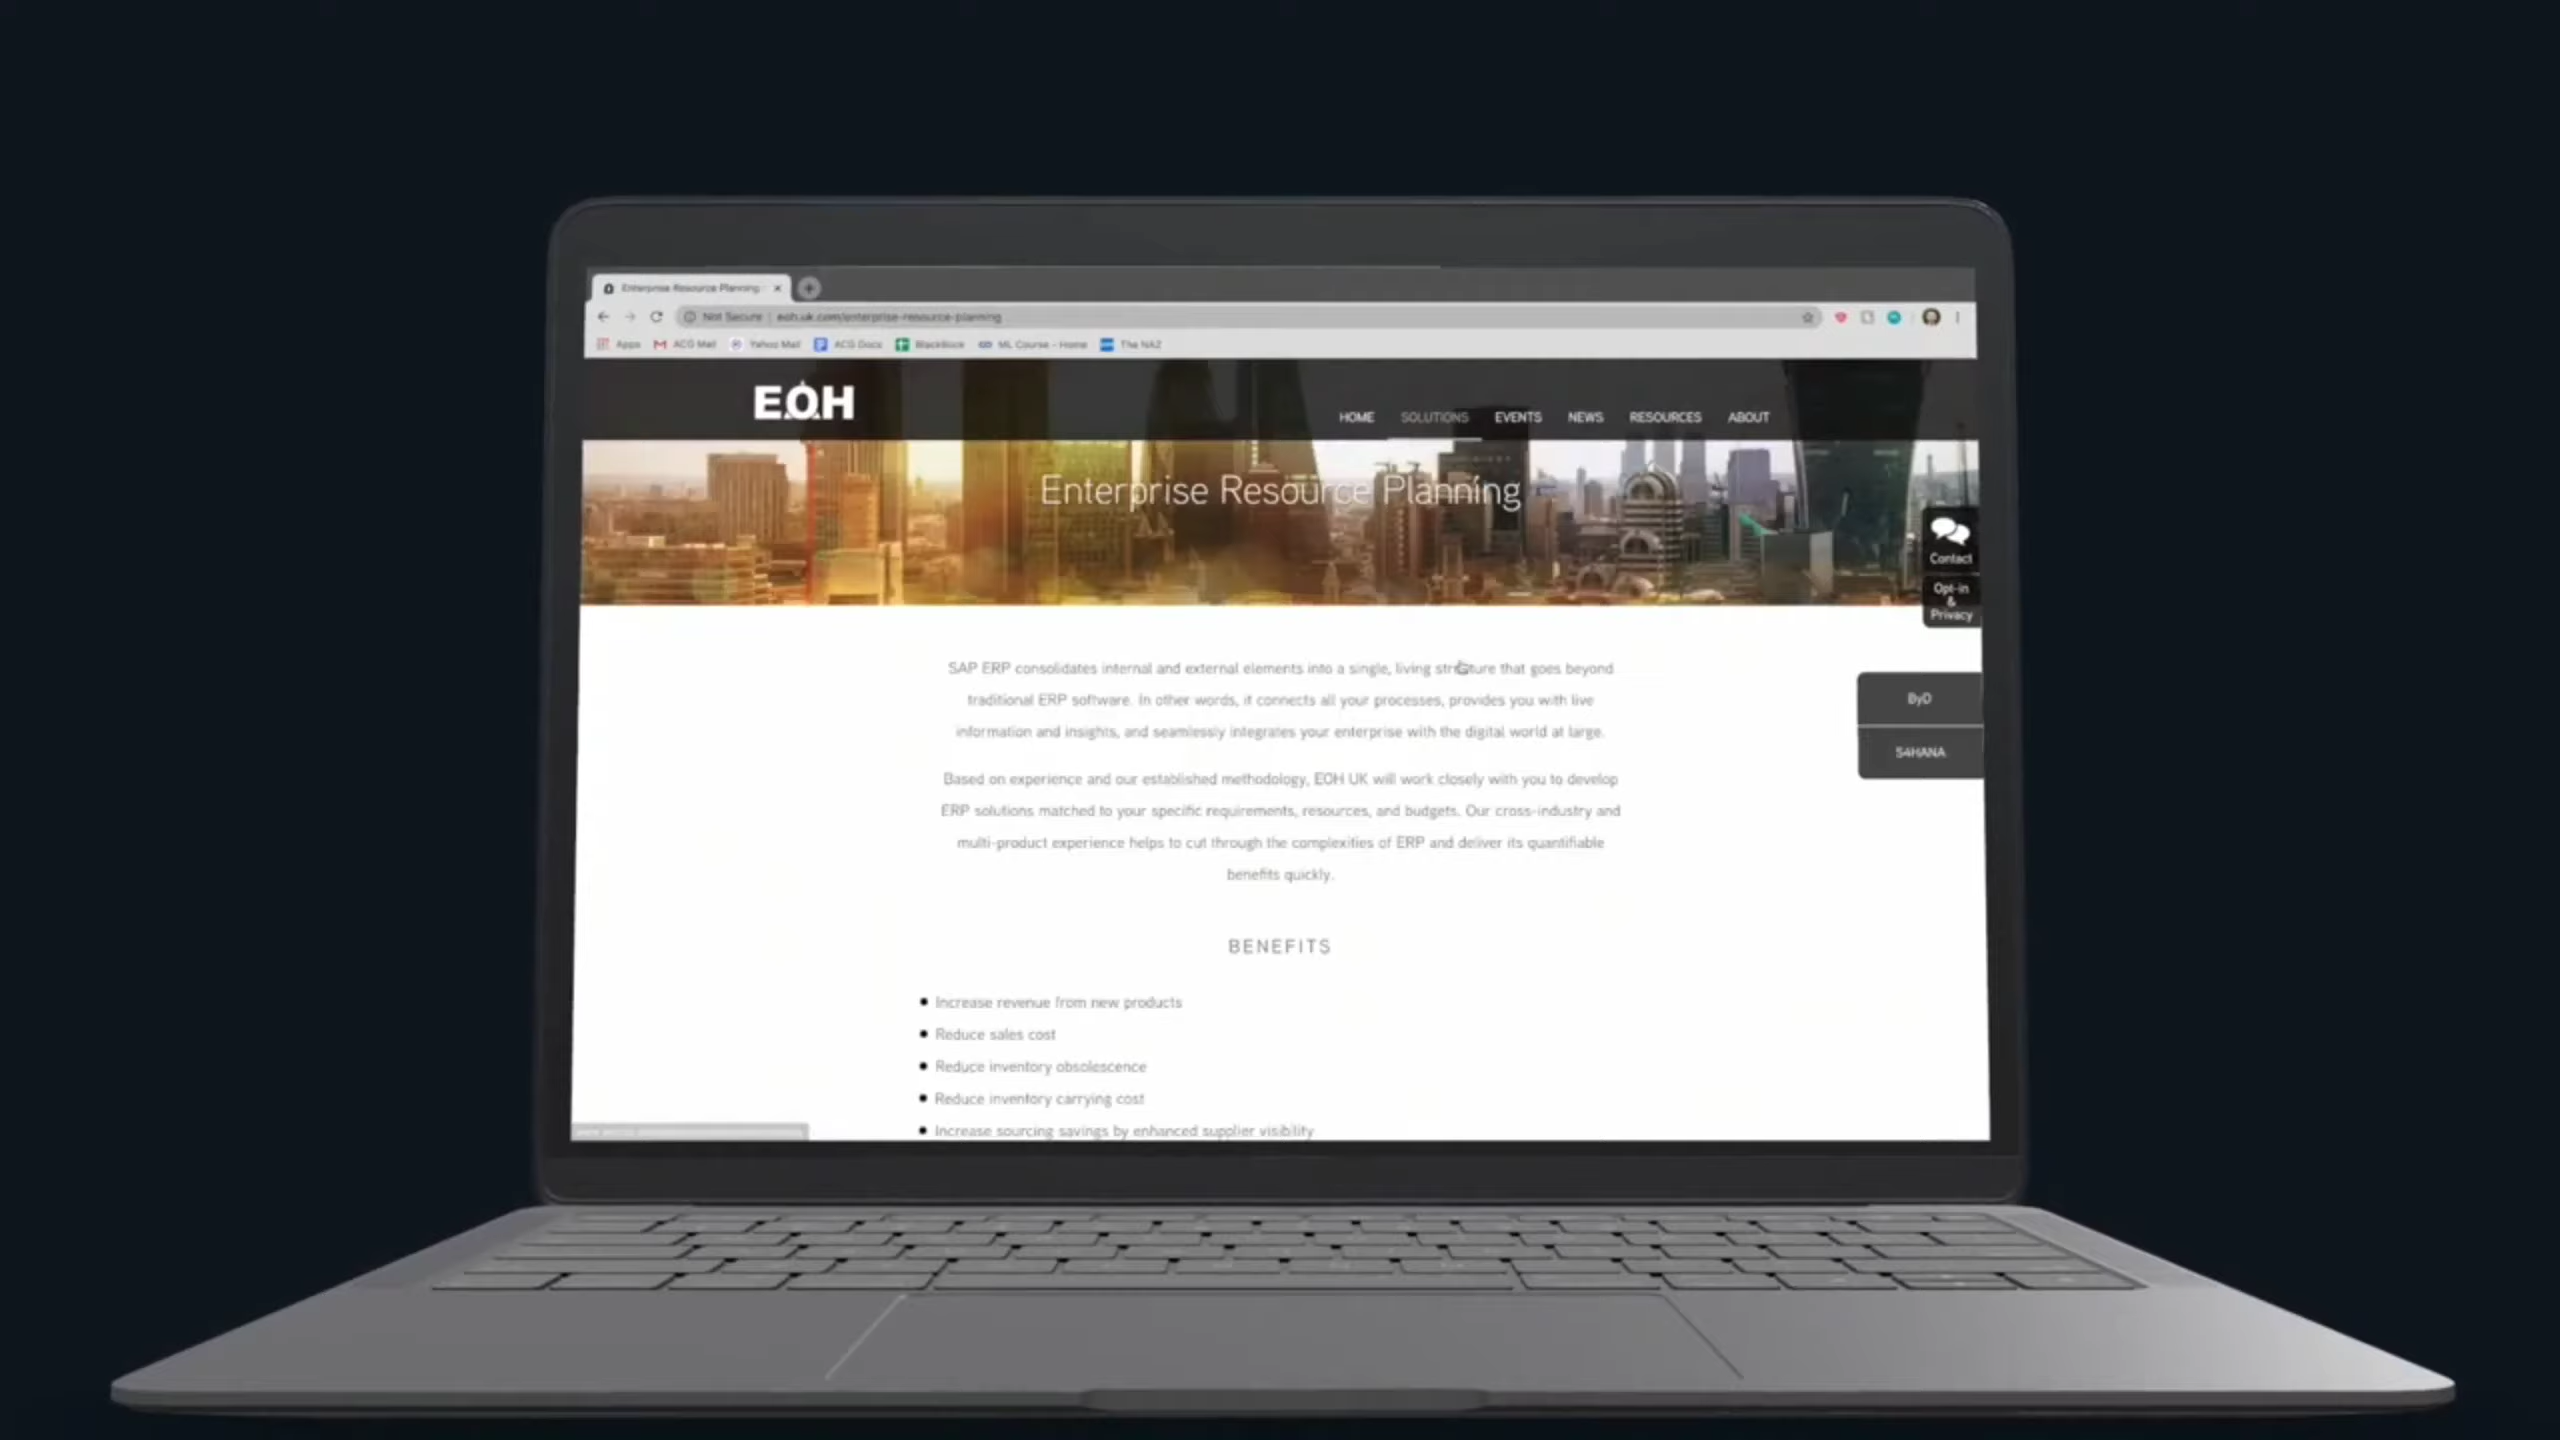 Enterprise Resource Planning
Not Secure | eoh.uk.com/enterprise-resource-planning
Apps ACG Mail Yahoo Mail ACG Docs BlackBook ML Course - Home The NAZ
EOH
HOME SOLUTIONS EVENTS NEWS RESOURCES ABOUT
Enterprise Resource Planning
Contact
Opt-in
&
Privacy
SAP ERP consolidates internal and external elements into a single, living structure that goes beyond
traditional ERP software. In other words, it connects all your processes, provides you with live
information and insights, and seamlessly integrates your enterprise with the digital world at large.
ByD
S4HANA
Based on experience and our established methodology, EOH UK will work closely with you to develop
ERP solutions matched to your specific requirements, resources, and budgets. Our cross-industry and
multi-product experience helps to cut through the complexities of ERP and deliver its quantifiable
benefits quickly.
BENEFITS
Increase revenue from new products
Reduce sales cost
Reduce inventory obsolescence
Reduce inventory carrying cost
Increase sourcing savings by enhanced supplier visibility